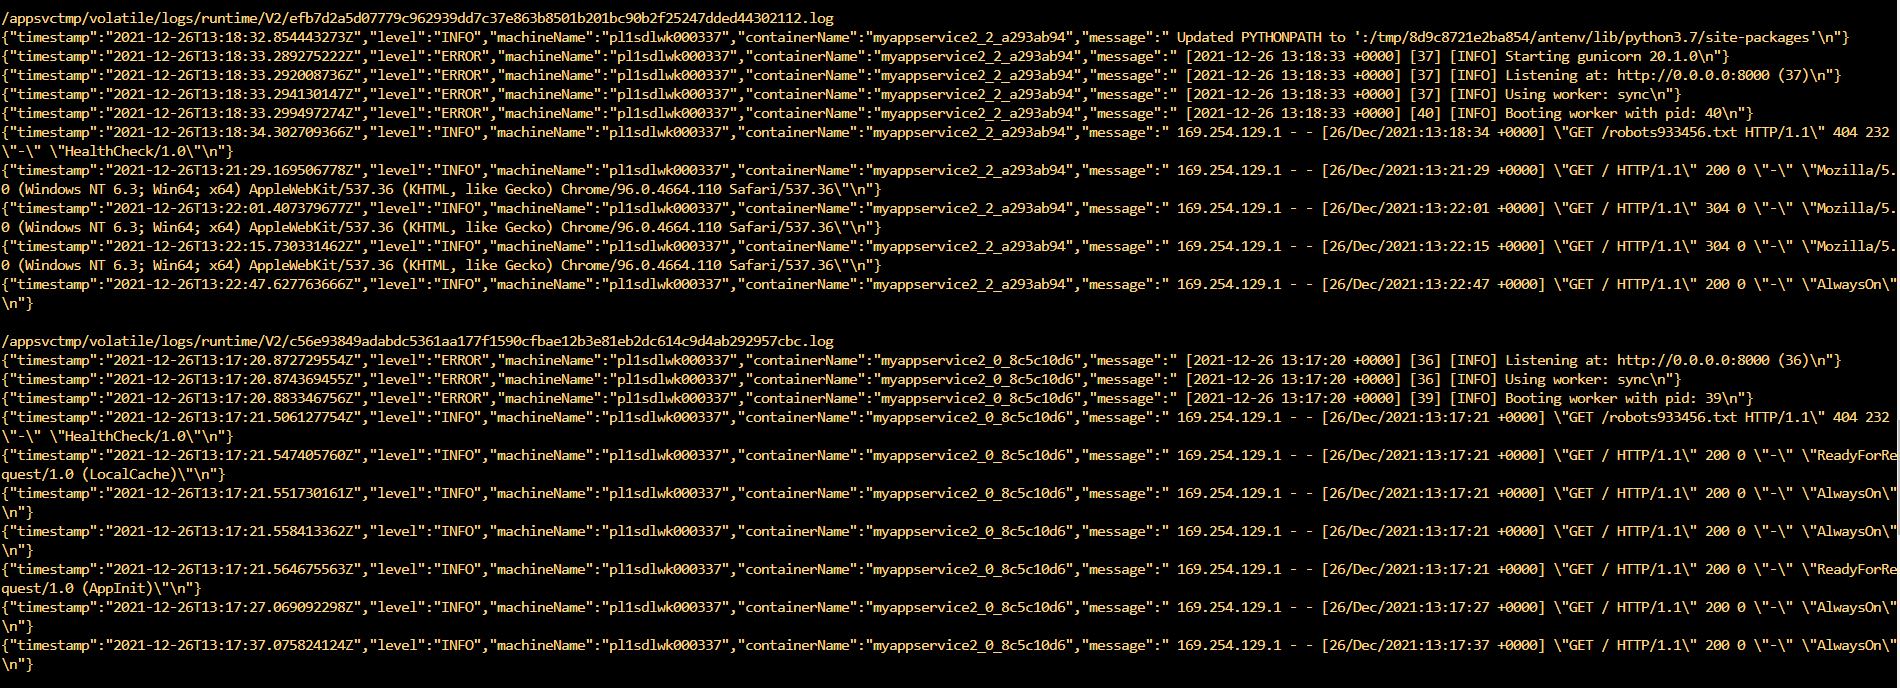 /appsvctmp/volatile/logs/runtime/V2/efb7d2a5d07779c962939dd7c37e863b8501b201bc90b2f25247dded44302112.log
{"timestamp":"2021-12-26T13:18:32.854443273Z","level":"INFO","machineName":"pl1sdlwk000337","containerName":"myappservice2_2_a293ab94","message":" Updated PYTHONPATH to ':/tmp/8d9c8721e2ba854/antenv/lib/python3.7/site-packages'\n"}
{"timestamp":"2021-12-26T13:18:33.289275222Z","level":"ERROR","machineName":"pl1sdlwk000337","containerName":"myappservice2_2_a293ab94","message":" [2021-12-26 13:18:33 +0000] [37] [INFO] Starting gunicorn 20.1.0\n"}
{"timestamp":"2021-12-26T13:18:33.292008736Z","level":"ERROR","machineName":"pl1sdlwk000337","containerName":"myappservice2_2_a293ab94","message":" [2021-12-26 13:18:33 +0000] [37] [INFO] Listening at: http://0.0.0.0:8000 (37)\n"}
{"timestamp":"2021-12-26T13:18:33.294130147Z","level":"ERROR","machineName":"pl1sdlwk000337","containerName":"myappservice2_2_a293ab94","message":" [2021-12-26 13:18:33 +0000] [37] [INFO] Using worker: sync\n"}
{"timestamp":"2021-12-26T13:18:33.299497274Z","level":"ERROR","machineName":"pl1sdlwk000337","containerName":"myappservice2_2_a293ab94","message":" [2021-12-26 13:18:33 +0000] [40] [INFO] Booting worker with pid: 40\n"}
{"timestamp":"2021-12-26T13:18:34.302709366Z","level":"INFO","machineName":"pl1sdlwk000337","containerName":"myappservice2_2_a293ab94","message":" 169.254.129.1 - - [26/Dec/2021:13:18:34 +0000] \"GET /robots933456.txt HTTP/1.1\" 404 232
\"-\" \"HealthCheck/1.0\"\n"}
{"timestamp":"2021-12-26T13:21:29.169506778Z","level":"INFO","machineName":"pl1sdlwk000337","containerName":"myappservice2_2_a293ab94","message":" 169.254.129.1 - - [26/Dec/2021:13:21:29 +0000] \"GET / HTTP/1.1\" 200 0 \"-\" \"Mozilla/5.
0 (Windows NT 6.3; Win64; x64) AppleWebKit/537.36 (KHTML, like Gecko) Chrome/96.0.4664.110 Safari/537.36\"\n"}
{"timestamp":"2021-12-26T13:22:01.407379677Z","level":"INFO","machineName":"pl1sdlwk000337","containerName":"myappservice2_2_a293ab94","message":" 169.254.129.1 - - [26/Dec/2021:13:22:01 +0000] \"GET / HTTP/1.1\" 304 0 \"-\" \"Mozilla/5.
0 (Windows NT 6.3; Win64; x64) AppleWebKit/537.36 (KHTML, like Gecko) Chrome/96.0.4664.110 Safari/537.36\"\n"}
{"timestamp":"2021-12-26T13:22:15.730331462Z","level":"INFO","machineName":"pl1sdlwk000337","containerName":"myappservice2_2_a293ab94","message":" 169.254.129.1 - - [26/Dec/2021:13:22:15 +0000] \"GET / HTTP/1.1\" 304 0 \"-\" \"Mozilla/5.
0 (Windows NT 6.3; Win64; x64) AppleWebKit/537.36 (KHTML, like Gecko) Chrome/96.0.4664.110 Safari/537.36\"\n"}
{"timestamp":"2021-12-26T13:22:47.627763666Z","level":"INFO","machineName":"pl1sdlwk000337","containerName":"myappservice2_2_a293ab94","message":" 169.254.129.1 - - [26/Dec/2021:13:22:47 +0000] \"GET / HTTP/1.1\" 200 0 \"-\" \"AlwaysOn\"
\n"}
/appsvctmp/volatile/logs/runtime/V2/c56e93849adabdc5361aa177f1590cfbae12b3e81eb2dc614c9d4ab292957cbc.log
{"timestamp":"2021-12-26T13:17:20.872729554Z","level":"ERROR","machineName":"pl1sdlwk000337","containerName":"myappservice2_0_8c5c10d6","message":" [2021-12-26 13:17:20 +0000] [36] [INFO] Listening at: http://0.0.0.0:8000 (36)\n"}
{"timestamp":"2021-12-26T13:17:20.874369455Z","level":"ERROR","machineName":"pl1sdlwk000337","containerName":"myappservice2_0_8c5c10d6","message":" [2021-12-26 13:17:20 +0000] [36] [INFO] Using worker: sync\n"}
{"timestamp":"2021-12-26T13:17:20.883346756Z","level":"ERROR","machineName":"pl1sdlwk000337","containerName":"myappservice2_0_8c5c10d6","message":" [2021-12-26 13:17:20 +0000] [39] [INFO] Booting worker with pid: 39\n"}
{"timestamp":"2021-12-26T13:17:21.506127754Z","level":"INFO","machineName":"pl1sdlwk000337","containerName":"myappservice2_0_8c5c10d6","message":" 169.254.129.1 - - [26/Dec/2021:13:17:21 +0000] \"GET /robots933456.txt HTTP/1.1\" 404 232
\"-\" \"HealthCheck/1.0\"\n"}
{"timestamp":"2021-12-26T13:17:21.547405760Z","level":"INFO","machineName":"pl1sdlwk000337","containerName":"myappservice2_0_8c5c10d6","message":" 169.254.129.1 - - [26/Dec/2021:13:17:21 +0000] \"GET / HTTP/1.1\" 200 0 \"-\" \"ReadyForRe
quest/1.0 (LocalCache)\"\n"}
{"timestamp":"2021-12-26T13:17:21.551730161Z","level":"INFO","machineName":"pl1sdlwk000337","containerName":"myappservice2_0_8c5c10d6","message":" 169.254.129.1 - - [26/Dec/2021:13:17:21 +0000] \"GET / HTTP/1.1\" 200 0 \"-\" \"AlwaysOn\"
\n"}
{"timestamp":"2021-12-26T13:17:21.558413362Z","level":"INFO","machineName":"pl1sdlwk000337","containerName":"myappservice2_0_8c5c10d6","message":" 169.254.129.1 - - [26/Dec/2021:13:17:21 +0000] \"GET / HTTP/1.1\" 200 0 \"-\" \"AlwaysOn\"
\n"}
{"timestamp":"2021-12-26T13:17:21.564675563Z","level":"INFO","machineName":"pl1sdlwk000337","containerName":"myappservice2_0_8c5c10d6","message":" 169.254.129.1 - - [26/Dec/2021:13:17:21 +0000] \"GET / HTTP/1.1\" 200 0 \"-\" \"ReadyForRe
quest/1.0 (AppInit)\"\n"}
{"timestamp":"2021-12-26T13:17:27.069092298Z","level":"INFO","machineName":"pl1sdlwk000337","containerName":"myappservice2_0_8c5c10d6","message":" 169.254.129.1 - - [26/Dec/2021:13:17:27 +0000] \"GET / HTTP/1.1\" 200 0 \"-\" \"AlwaysOn\"
\n"}
{"timestamp":"2021-12-26T13:17:37.075824124Z","level":"INFO","machineName":"pl1sdlwk000337","containerName":"myappservice2_0_8c5c10d6","message":" 169.254.129.1 - - [26/Dec/2021:13:17:37 +0000] \"GET / HTTP/1.1\" 200 0 \"-\" \"AlwaysOn\"
\n"}